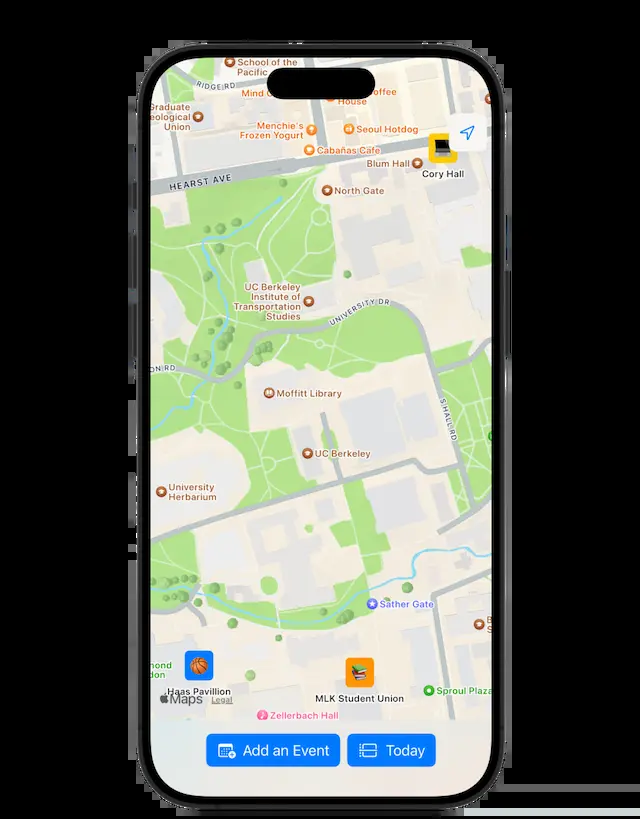 School of the
Pacific
RIDGE RD
Mind
offee
House
Graduate
eological
Union
Menchie's
Frozen Yogurt
Seoul Hotdog
Cabañas Cafe
Blum Hall
Cory Hall
HEARST AVE
North Gate
UC Berkeley
Institute of
Transportation
Studies
UNIVERSITY DR
ON RD
Moffitt Library
S HALL RD
UC Berkeley
University
Herbarium
Sather Gate
mond
don
Haas Pavillion
Maps Legal
MLK Student Union
Sproul Plaza
Zellerbach Hall
Add an Event
Today